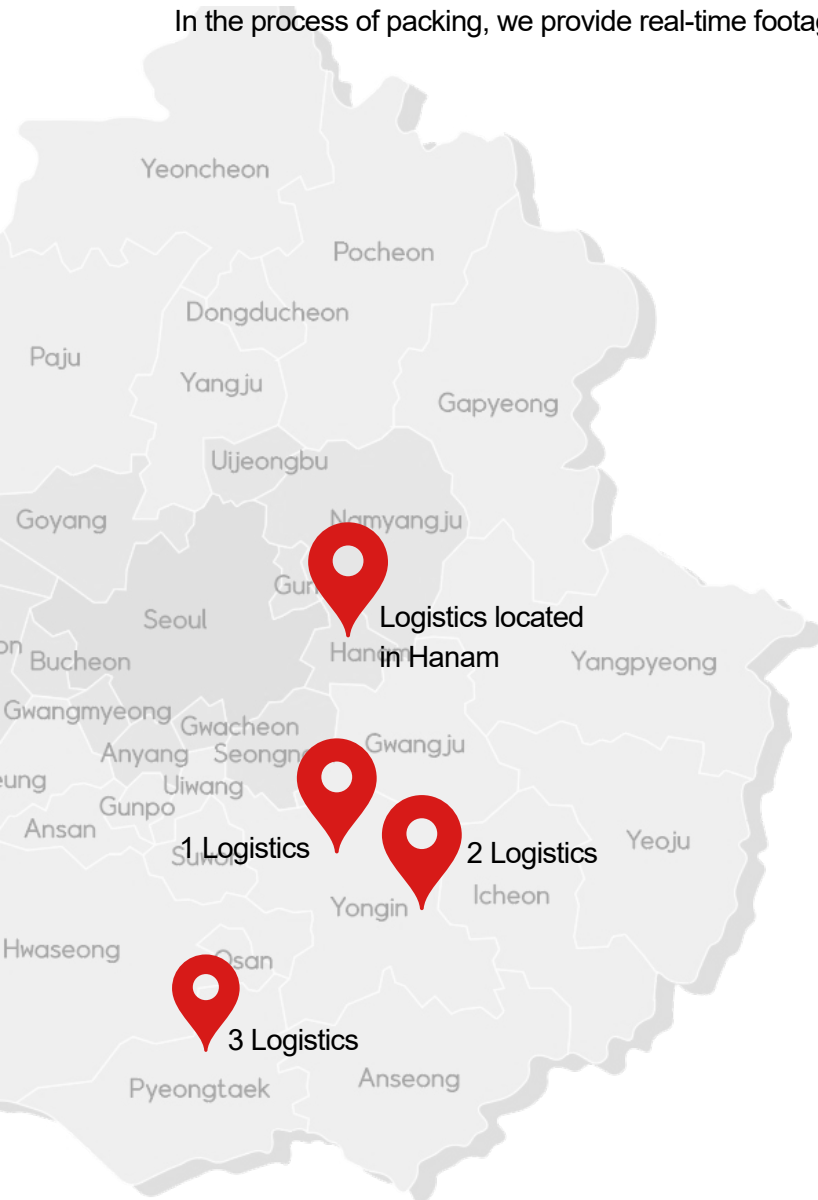 In the process of packing, we provide real-time
Yeoncheon
Pocheon
Dongducheon
Paju
Yangju
Gapyeong
Uijeongbu
Goyang
Namyangju
Seoul
Logistics located
in Hanam
Hanam
Bucheon
Yangpyeong
Gwangmyeong
Gwacheon
Anyang
Gwangju
Uiwang
Gunpo
Ansan
Yeoju
1 Logistics
Suwon
2 Logistics
Icheon
Yongin
Hwaseong
Osan
3 Logistics
Pyeongtaek
Anseong